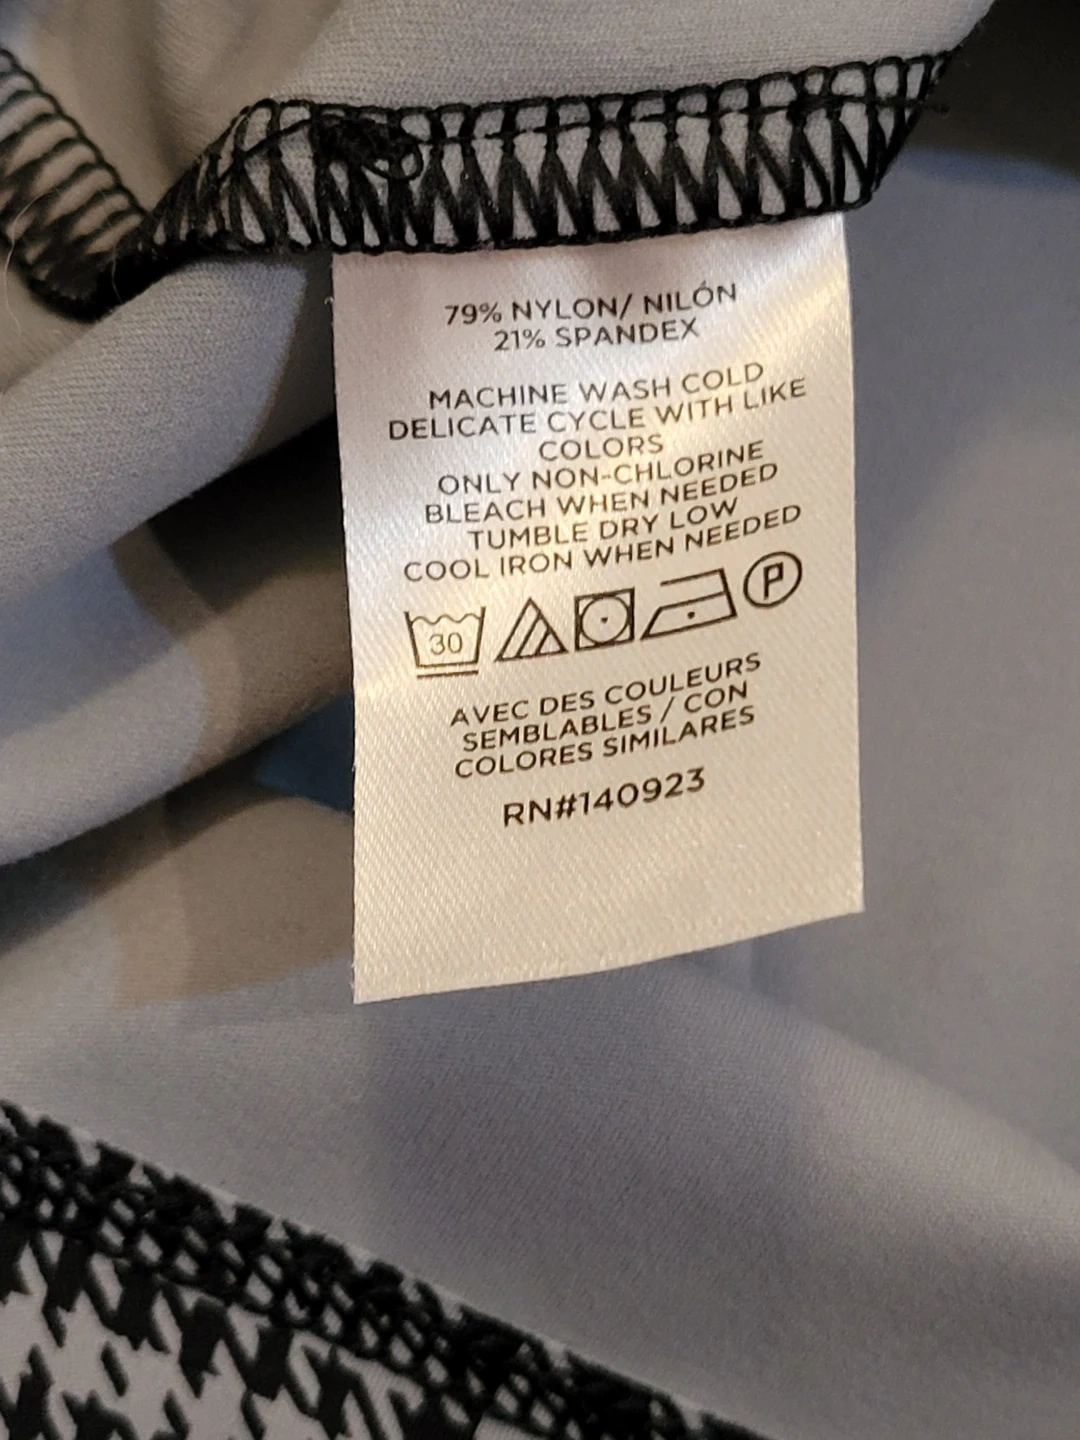 79% NYLON/ NILÓN
21% SPANDEX
MACHINE WASH COLD
DELICATE CYCLE WITH LIKE
COLORS
ONLY NON-CHLORINE
BLEACH WHEN NEEDED
TUMBLE DRY LOW
COOL IRON WHEN NEEDED
30 P
AVEC DES COULEURS
SEMBLABLES / CON
COLORES SIMILARES
RN#140923